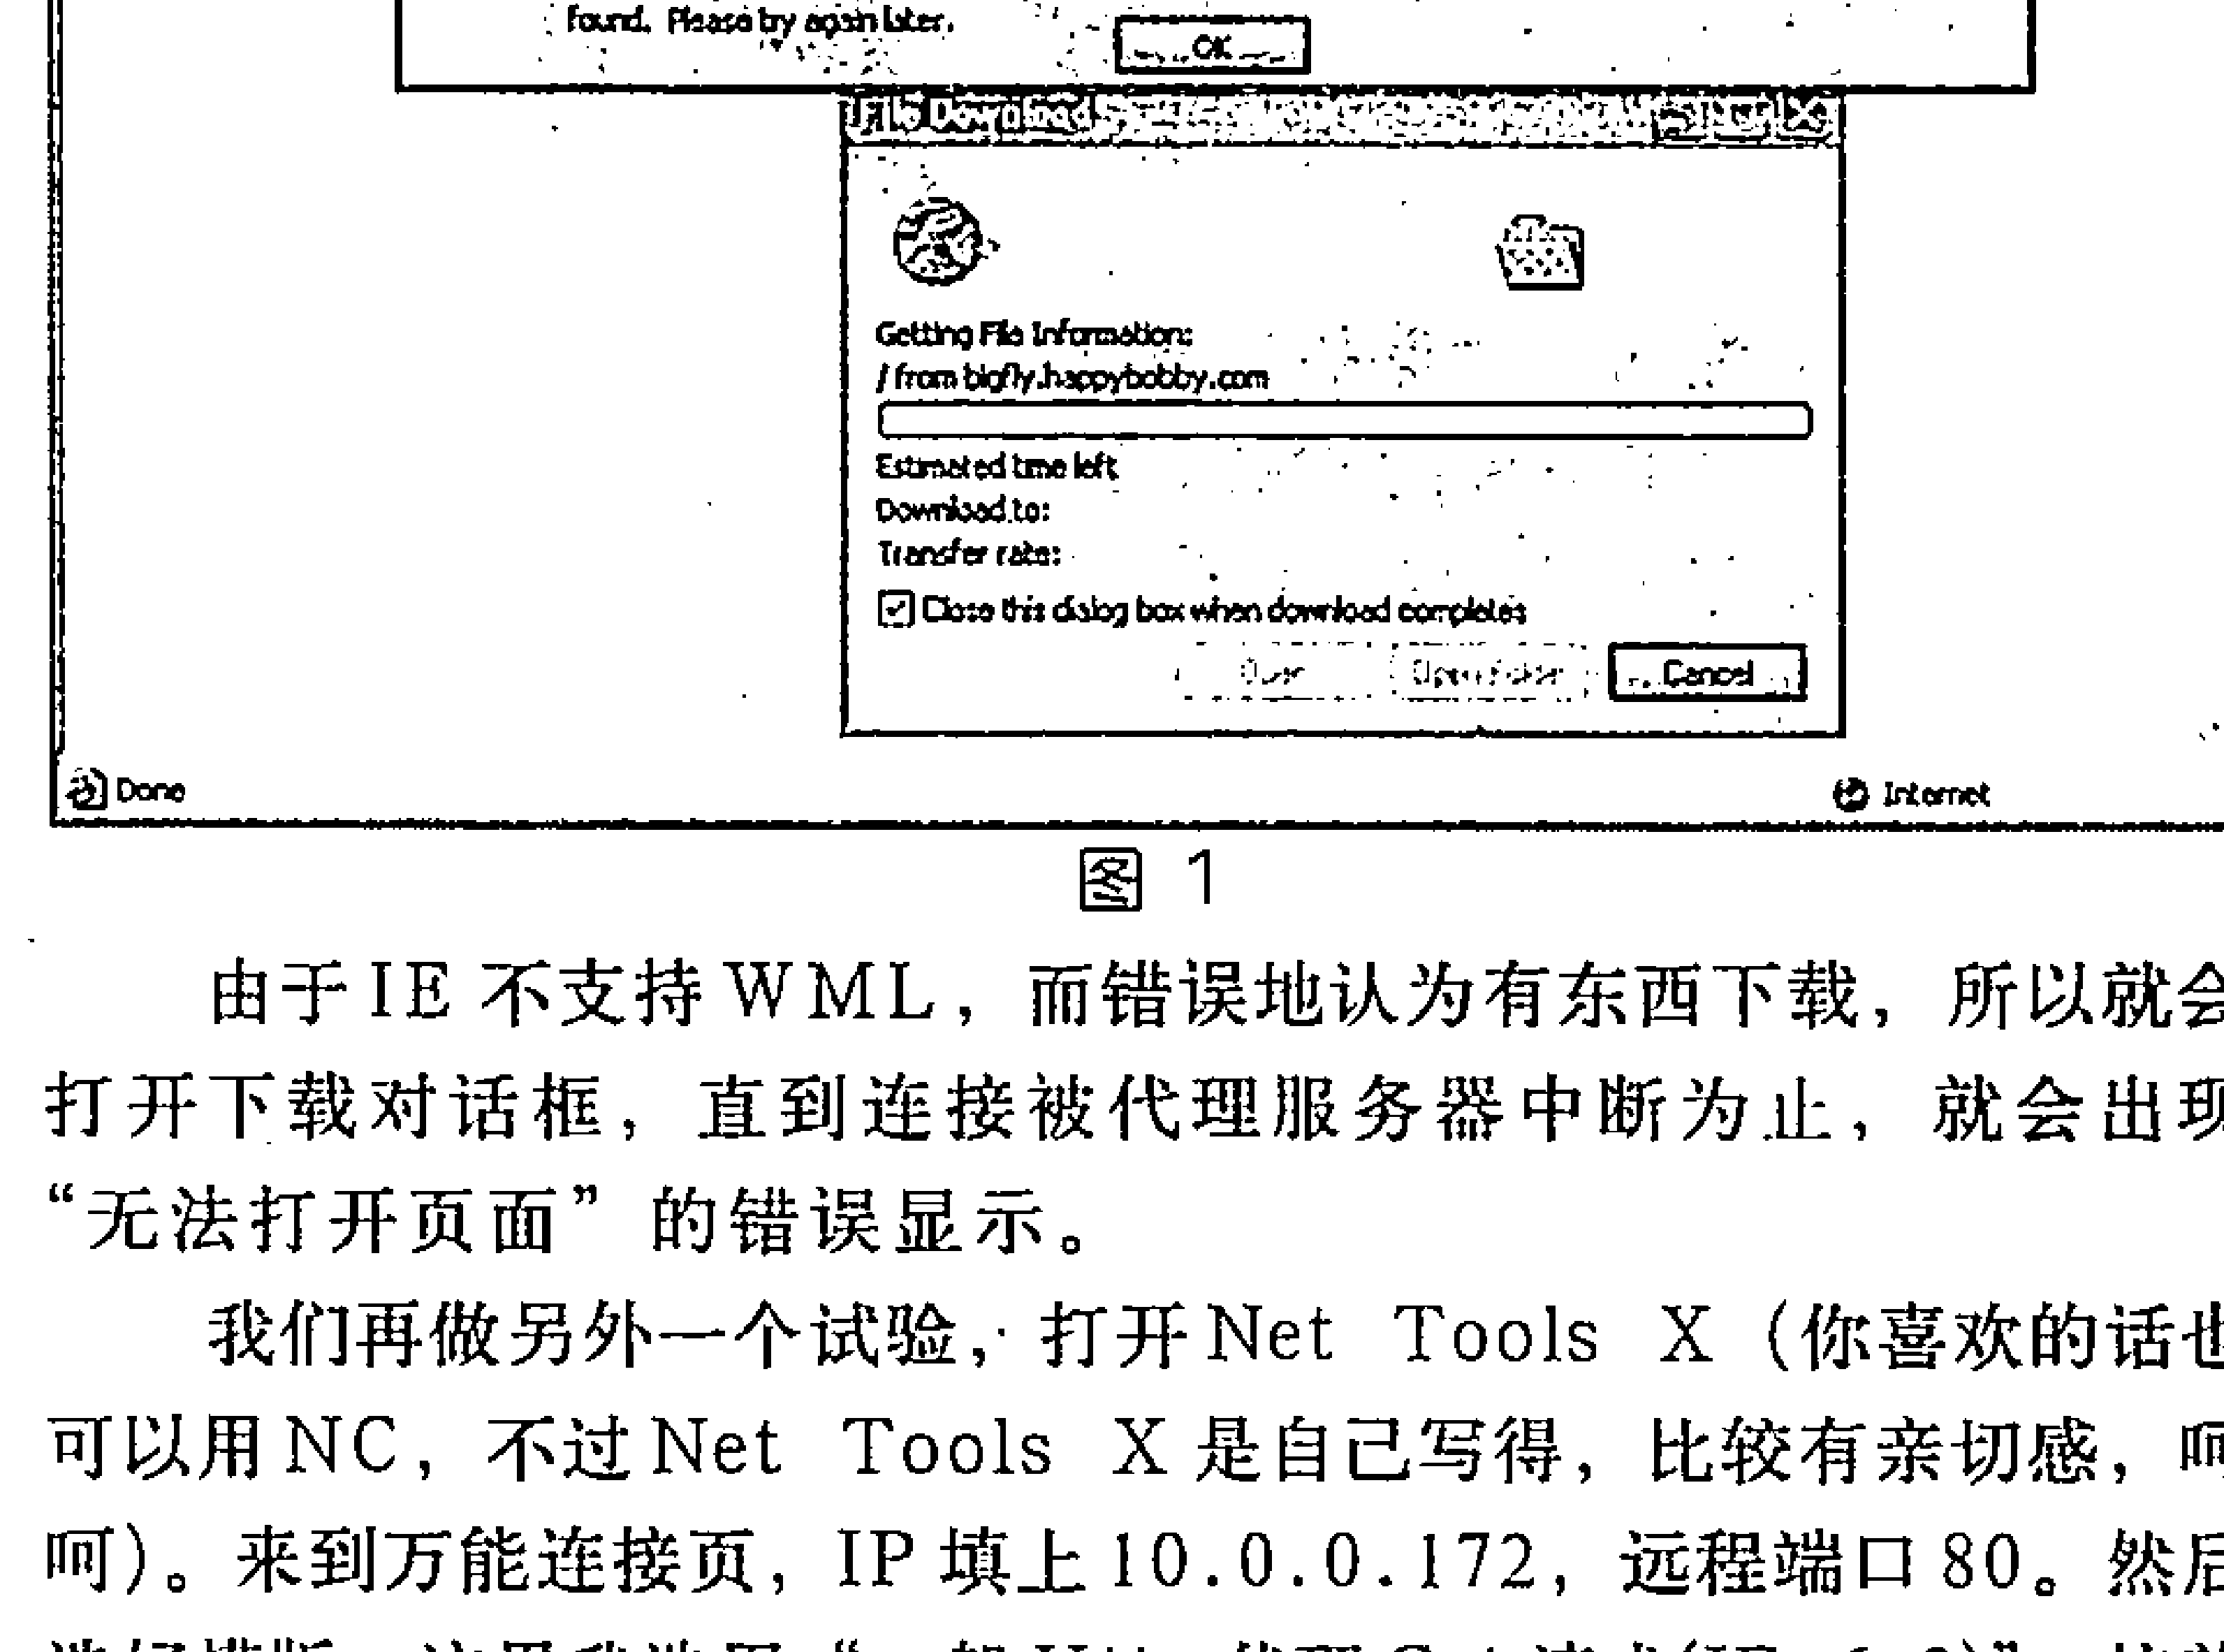 found. Please try again later.
OK
File Download
Getting File Information:
/ from bigfly.happybobby.com
Estimated time left
Download to:
Transfer rate:
Close this dialog box when download completes
Open Folder Cancel
Done Internet
图 1
由于IE 不支持 WML，而错误地认为有东西下载，所以就会
打开下载对话框，直到连接被代理服务器中断为止，就会出现
“无法打开页面”的错误显示。
我们再做另外一个试验，打开Net Tools X（你喜欢的话也
可以用NC，不过Net Tools X是自己写得，比较有亲切感，呵
呵）。来到万能连接页，IP 填上10.0.0.172，远程端口80。然后